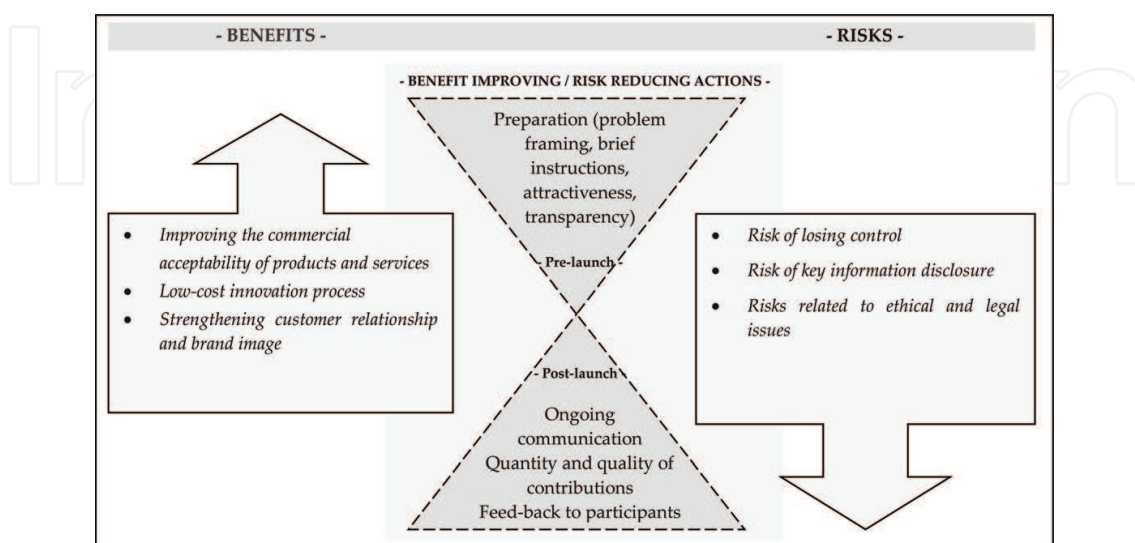 - BENEFITS -
- RISKS -
- BENEFIT IMPROVING / RISK REDUCING ACTIONS -
Preparation (problem
framing, brief
instructions,
attractiveness,
transparency)
- Pre-launch -
• Improving the commercial
acceptability of products and services
• Low-cost innovation process
• Strengthening customer relationship
and brand image
• Risk of losing control
• Risk of key information disclosure
• Risks related to ethical and legal
issues
- Post-launch -
Ongoing
communication
Quantity and quality of
contributions
Feed-back to participants